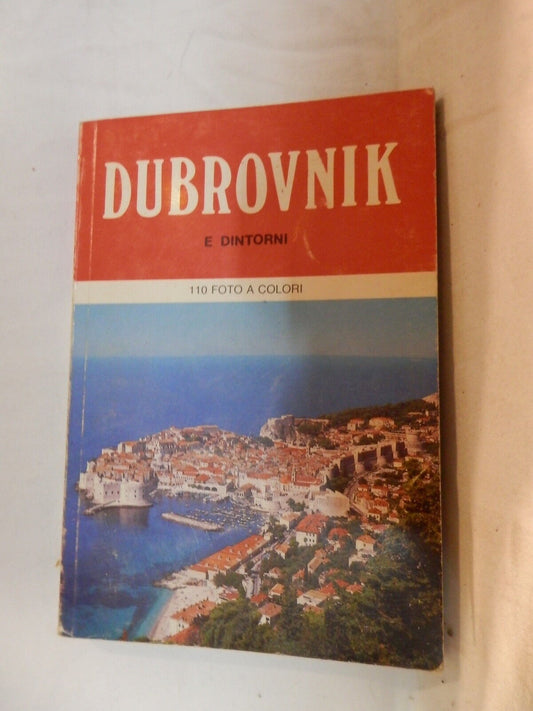 DUBROVNIK
E DINTORNI
110 FOTO A COLORI